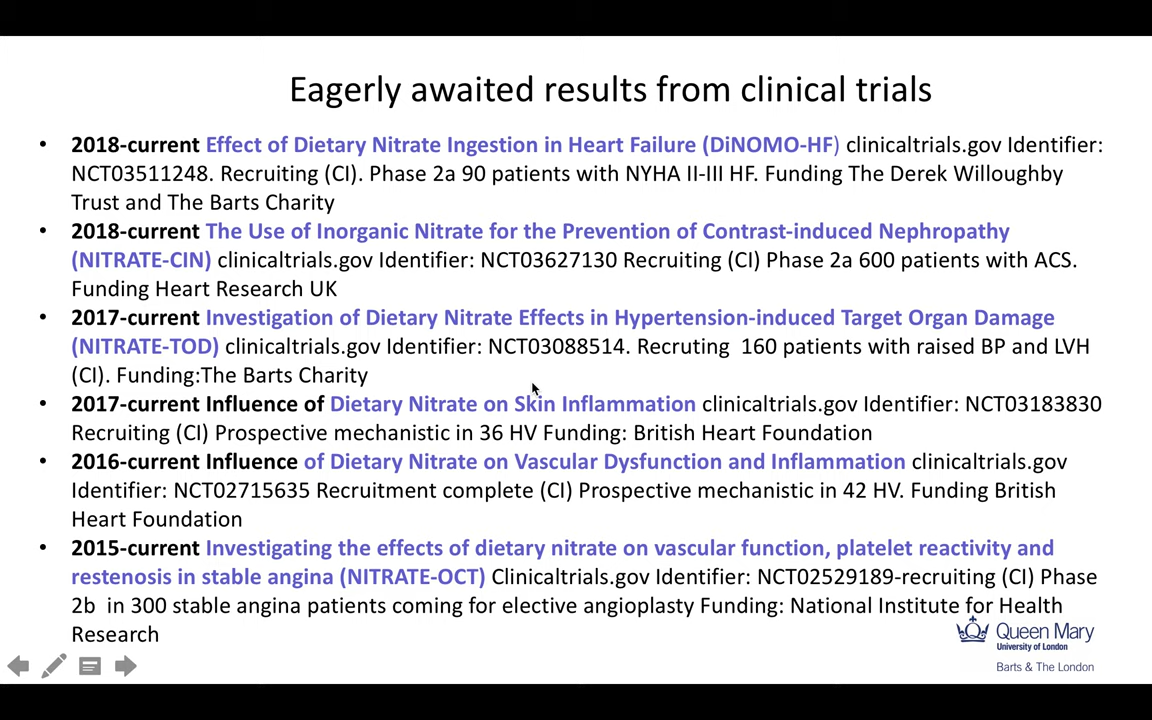 Eagerly awaited results from clinical trials
• 2018-current Effect of Dietary Nitrate Ingestion in Heart Failure (DiNOMO-HF) clinicaltrials.gov Identifier:
NCT03511248. Recruiting (CI). Phase 2a 90 patients with NYHA II-III HF. Funding The Derek Willoughby
Trust and The Barts Charity
• 2018-current The Use of Inorganic Nitrate for the Prevention of Contrast-induced Nephropathy
(NITRATE-CIN) clinicaltrials.gov Identifier: NCT03627130 Recruiting (CI) Phase 2a 600 patients with ACS.
Funding Heart Research UK
• 2017-current Investigation of Dietary Nitrate Effects in Hypertension-induced Target Organ Damage
(NITRATE-TOD) clinicaltrials.gov Identifier: NCT03088514. Recruting 160 patients with raised BP and LVH
(CI). Funding:The Barts Charity
• 2017-current Influence of Dietary Nitrate on Skin Inflammation clinicaltrials.gov Identifier: NCT03183830
Recruiting (CI) Prospective mechanistic in 36 HV Funding: British Heart Foundation
• 2016-current Influence of Dietary Nitrate on Vascular Dysfunction and Inflammation clinicaltrials.gov
Identifier: NCT02715635 Recruitment complete (CI) Prospective mechanistic in 42 HV. Funding British
Heart Foundation
• 2015-current Investigating the effects of dietary nitrate on vascular function, platelet reactivity and
restenosis in stable angina (NITRATE-OCT) Clinicaltrials.gov Identifier: NCT02529189-recruiting (CI) Phase
2b in 300 stable angina patients coming for elective angioplasty Funding: National Institute for Health
Research
Queen Mary
University of London
Barts & The London